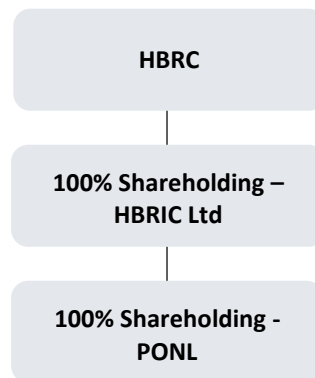 HBRC
100% Shareholding –
HBRIC Ltd
100% Shareholding -
PONL